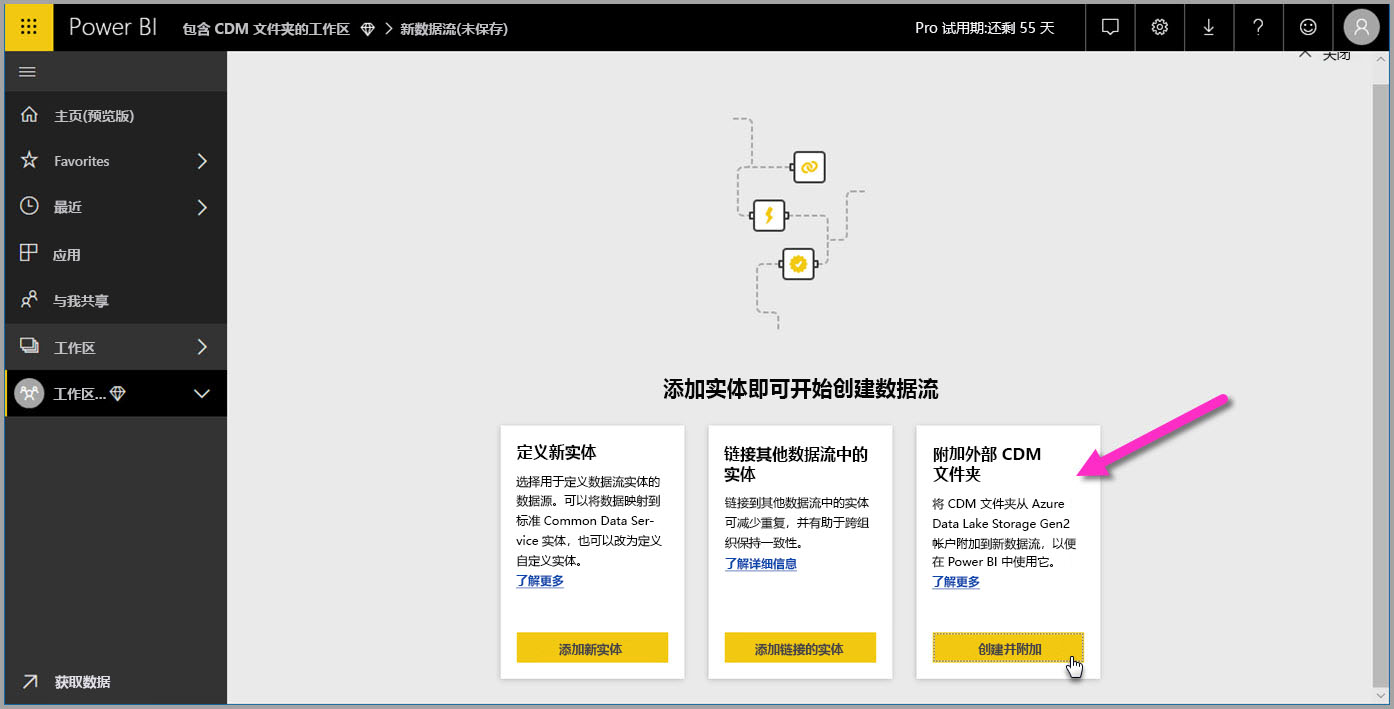 Power BI
包含 CDM 文件夹的工作区
新数据流(未保存)
Pro 试用期:还剩 55 天
关闭
主页(预览版)
Favorites
最近
应用
与我共享
工作区
工作区...
获取数据
添加实体即可开始创建数据流
定义新实体
选择用于定义数据流实体的
数据源。可以将数据映射到
标准 Common Data Ser-
vice 实体，也可以改为定义
自定义实体。
了解更多
添加新实体
链接其他数据流中的
实体
链接到其他数据流中的实体
可减少重复，并有助于跨组
织保持一致性。
了解详细信息
添加链接的实体
附加外部 CDM
文件夹
将 CDM 文件夹从 Azure
Data Lake Storage Gen2
帐户附加到新数据流，以便
在 Power BI 中使用它。
了解更多
创建并附加